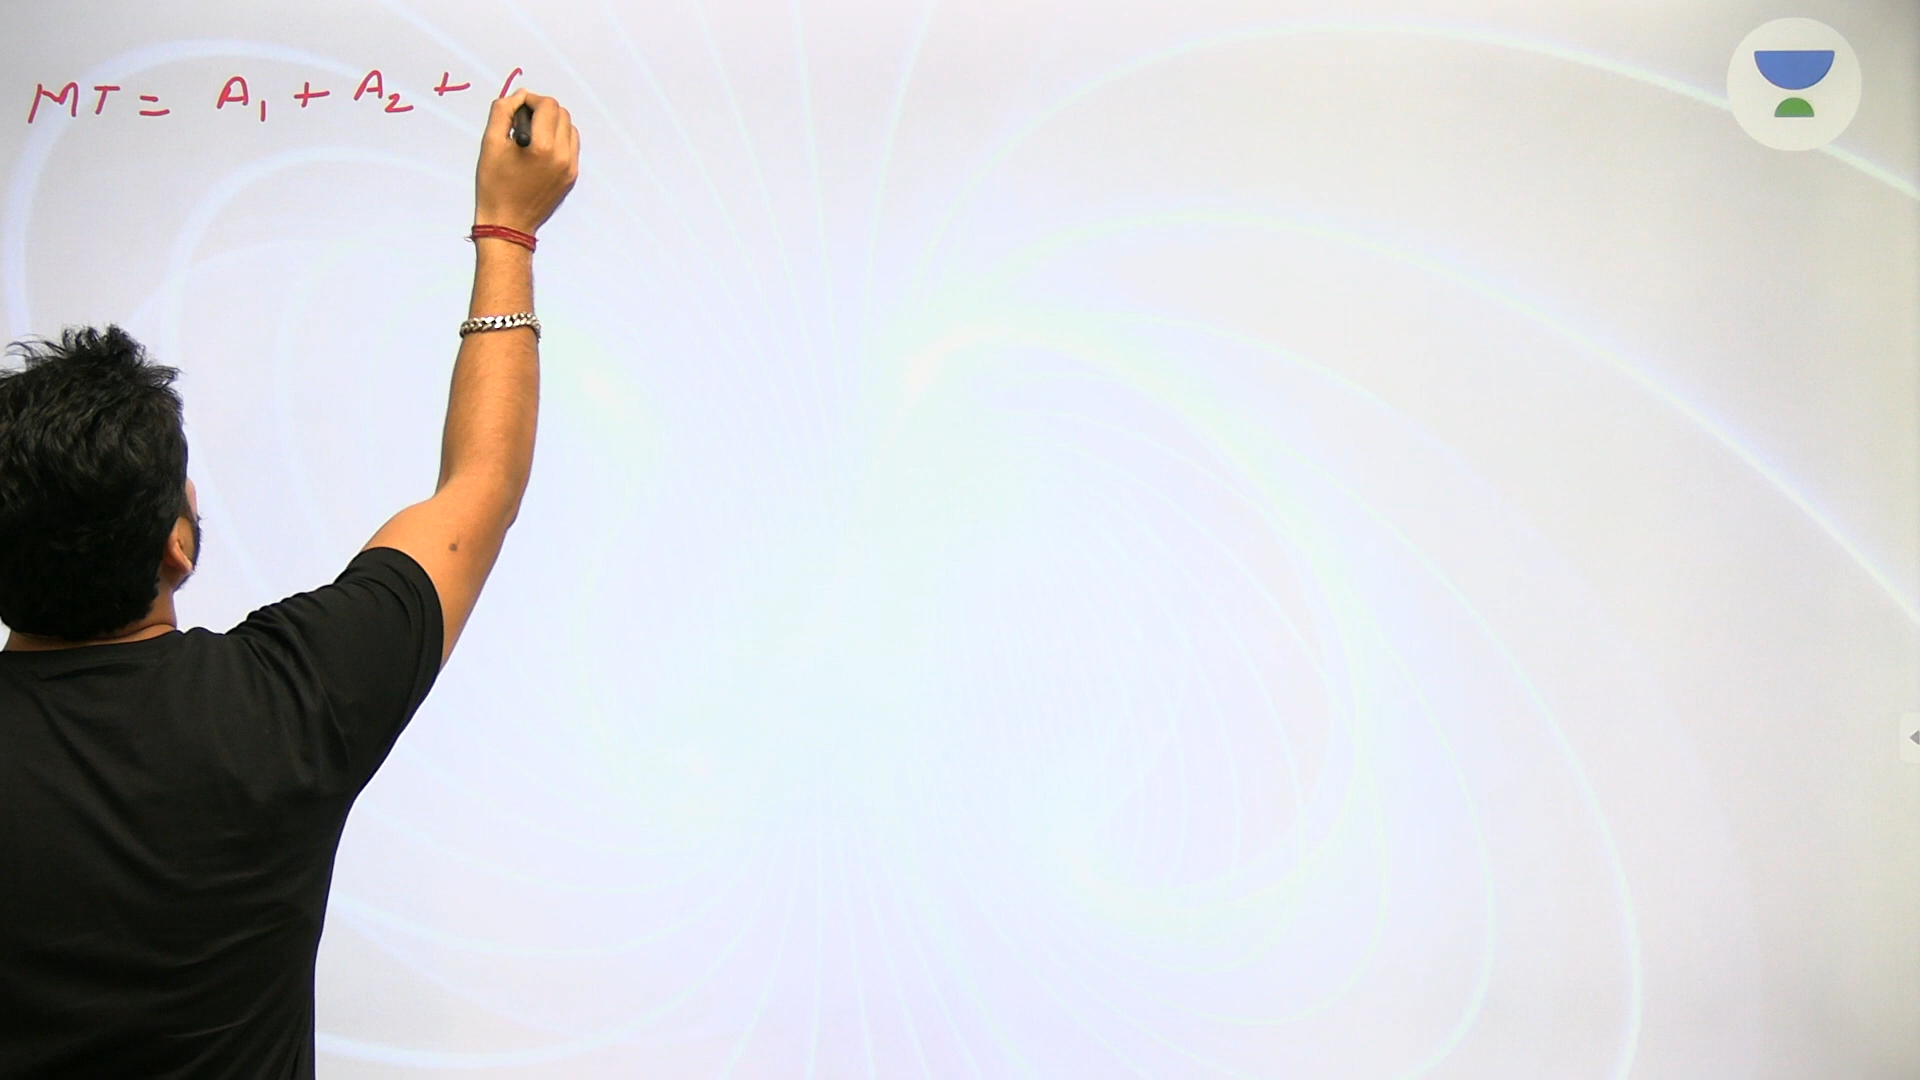 MT = A₁ + A₂ + (